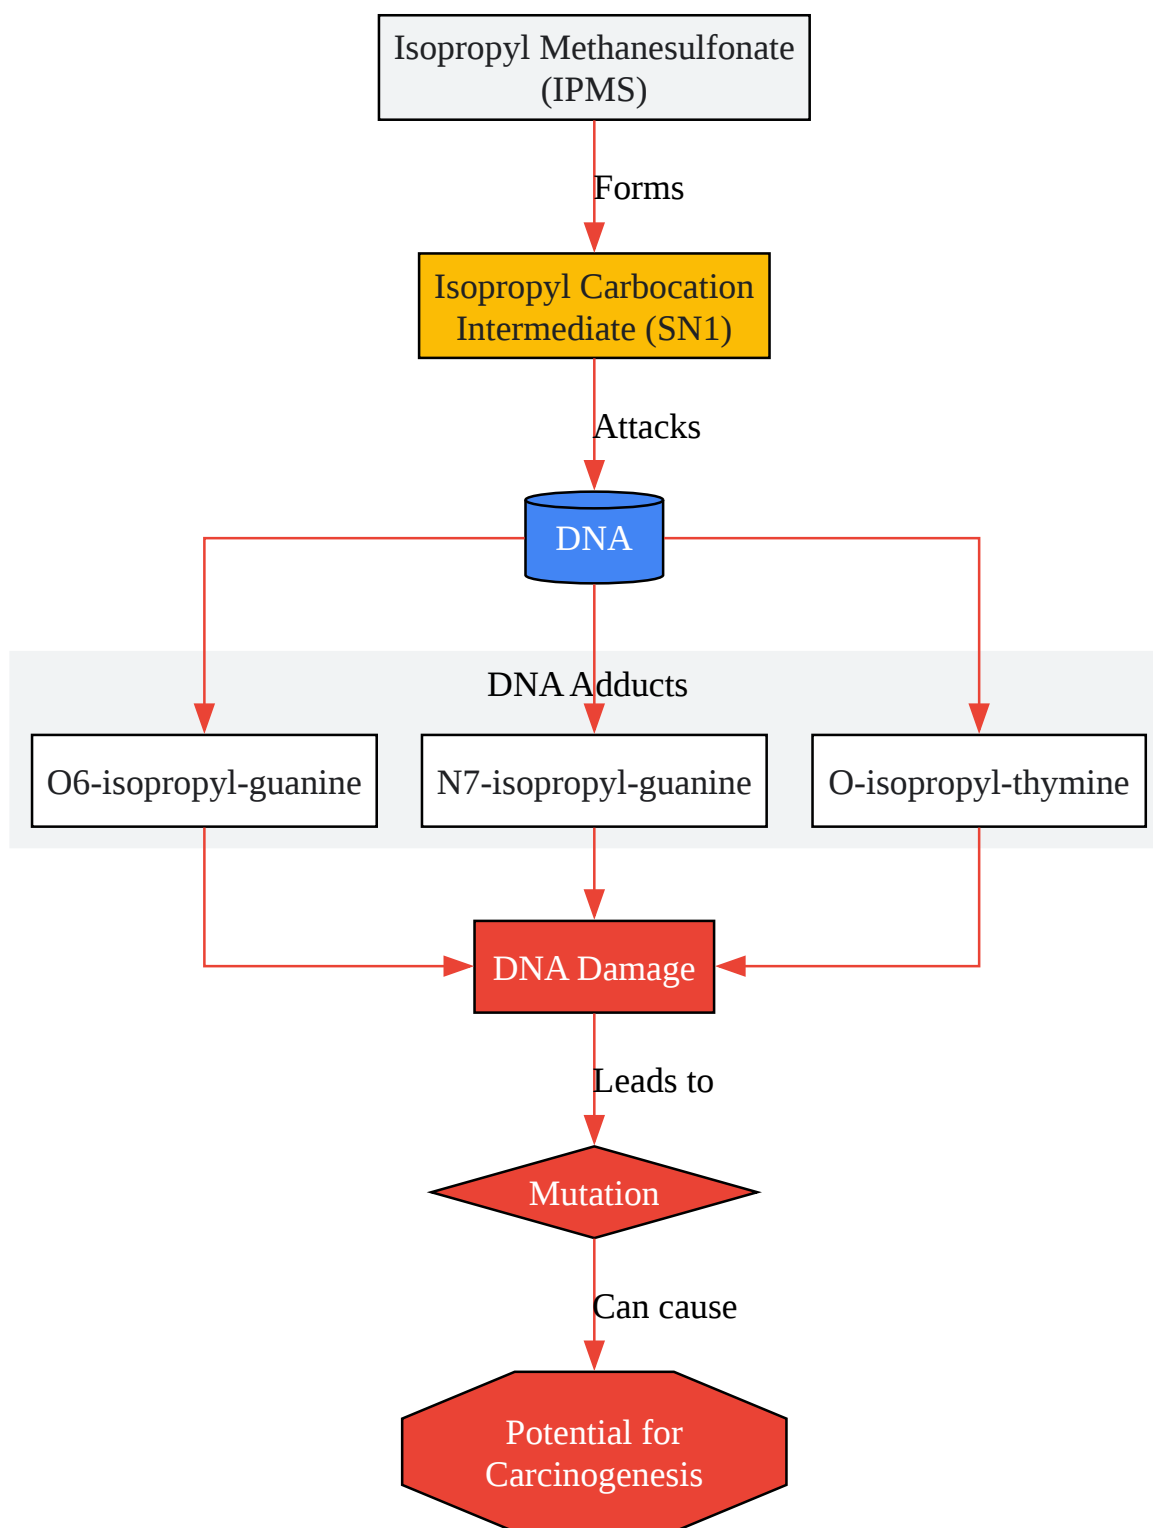 Isopropyl Methanesulfonate
(IPMS)
Forms
Isopropyl Carbocation
Intermediate (SN1)
Attacks
DNA
DNA Adducts
O6-isopropyl-guanine
N7-isopropyl-guanine
O-isopropyl-thymine
DNA Damage
Leads to
Mutation
Can cause
Potential for
Carcinogenesis